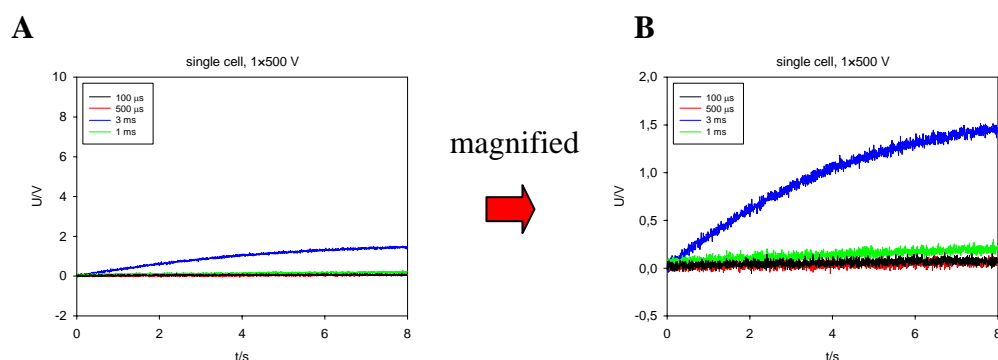 A
single cell, 1×500 V
10
8
6
4
2
0
-2
U/V
100 μs
500 μs
3 ms
1 ms
0
2
4
6
8
t/s
magnified
B
single cell, 1×500 V
2,0
1,5
1,0
0,5
0,0
-0,5
U/V
100 μs
500 μs
3 ms
1 ms
0
2
4
6
8
t/s